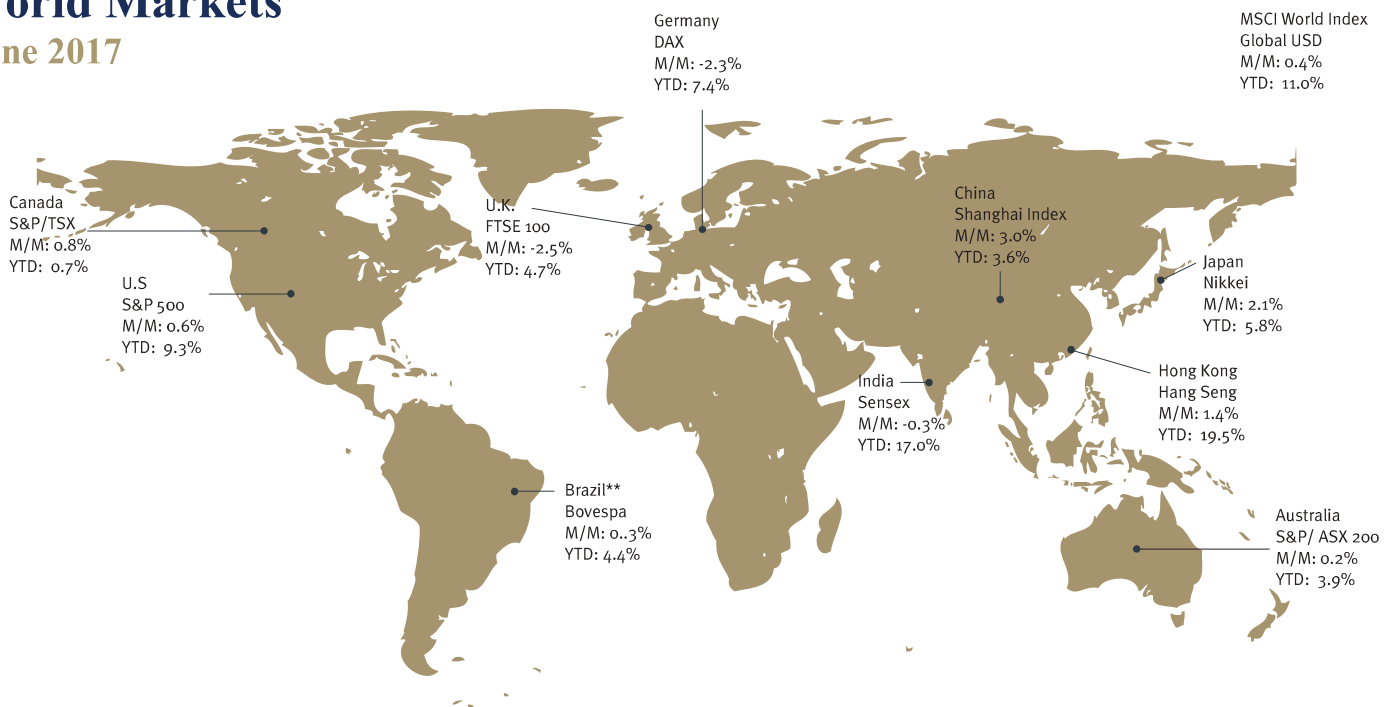 orld Markets
ne 2017
Germany
DAX
M/M: -2.3%
YTD: 7.4%
MSCI World Index
Global USD
M/M: 0.4%
YTD: 11.0%
Canada
S&P/TSX
M/M: 0.8%
YTD: 0.7%
U.S
S&P 500
M/M: 0.6%
YTD: 9.3%
U.K.
FTSE 100
M/M: -2.5%
YTD: 4.7%
China
Shanghai Index
M/M: 3.0%
YTD: 3.6%
Japan
Nikkei
M/M: 2.1%
YTD: 5.8%
Hong Kong
Hang Seng
M/M: 1.4%
YTD: 19.5%
India
Sensex
M/M: -0.3%
YTD: 17.0%
Brazil**
Bovespa
M/M: 0..3%
YTD: 4.4%
Australia
S&P/ ASX 200
M/M: 0.2%
YTD: 3.9%